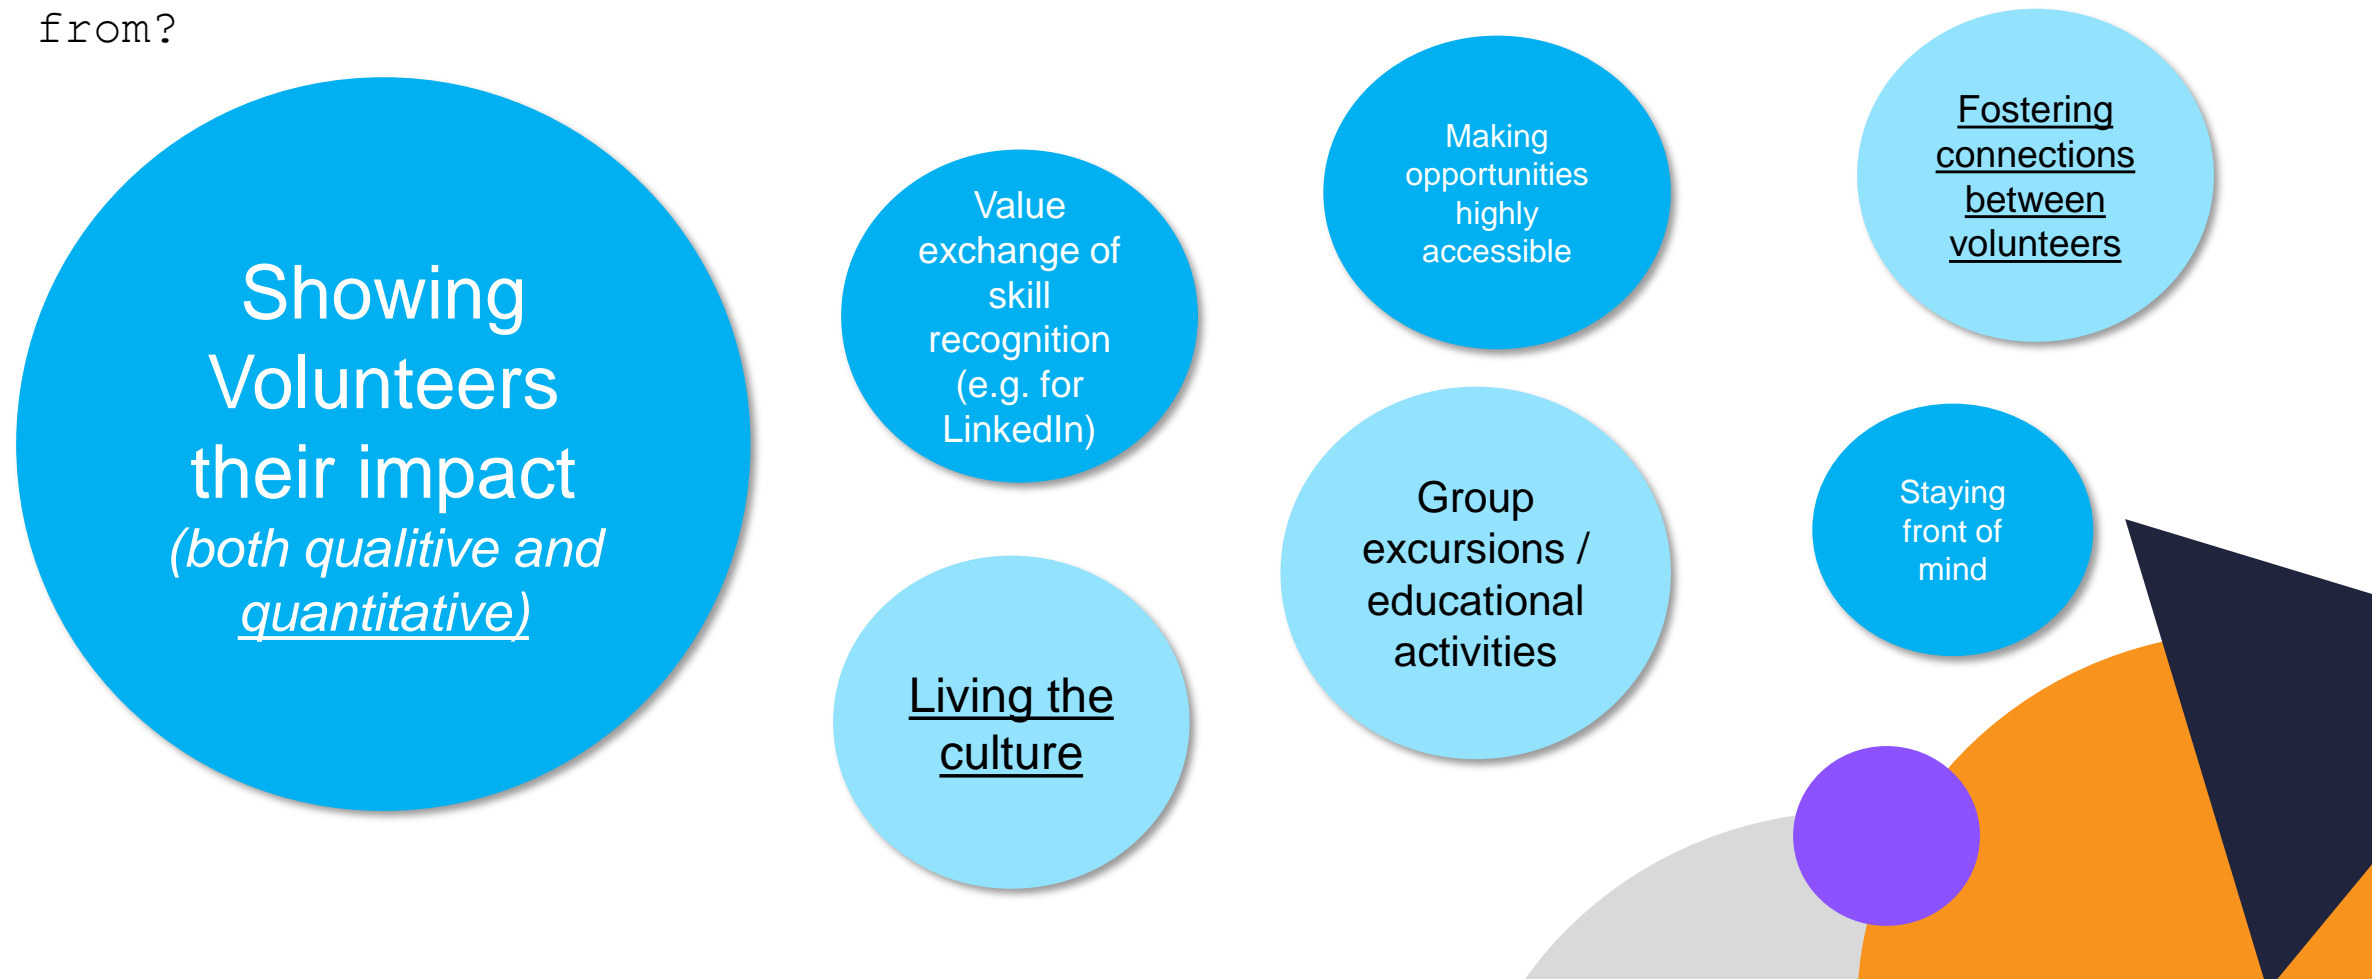 from?
Showing
Volunteers
their impact
(both qualitive and
quantitative)
Value
exchange of
skill
recognition
(e.g. for
LinkedIn)
Living the
culture
Making
opportunities
highly
accessible
Group
excursions /
educational
activities
Fostering
connections
between
volunteers
Staying
front of
mind